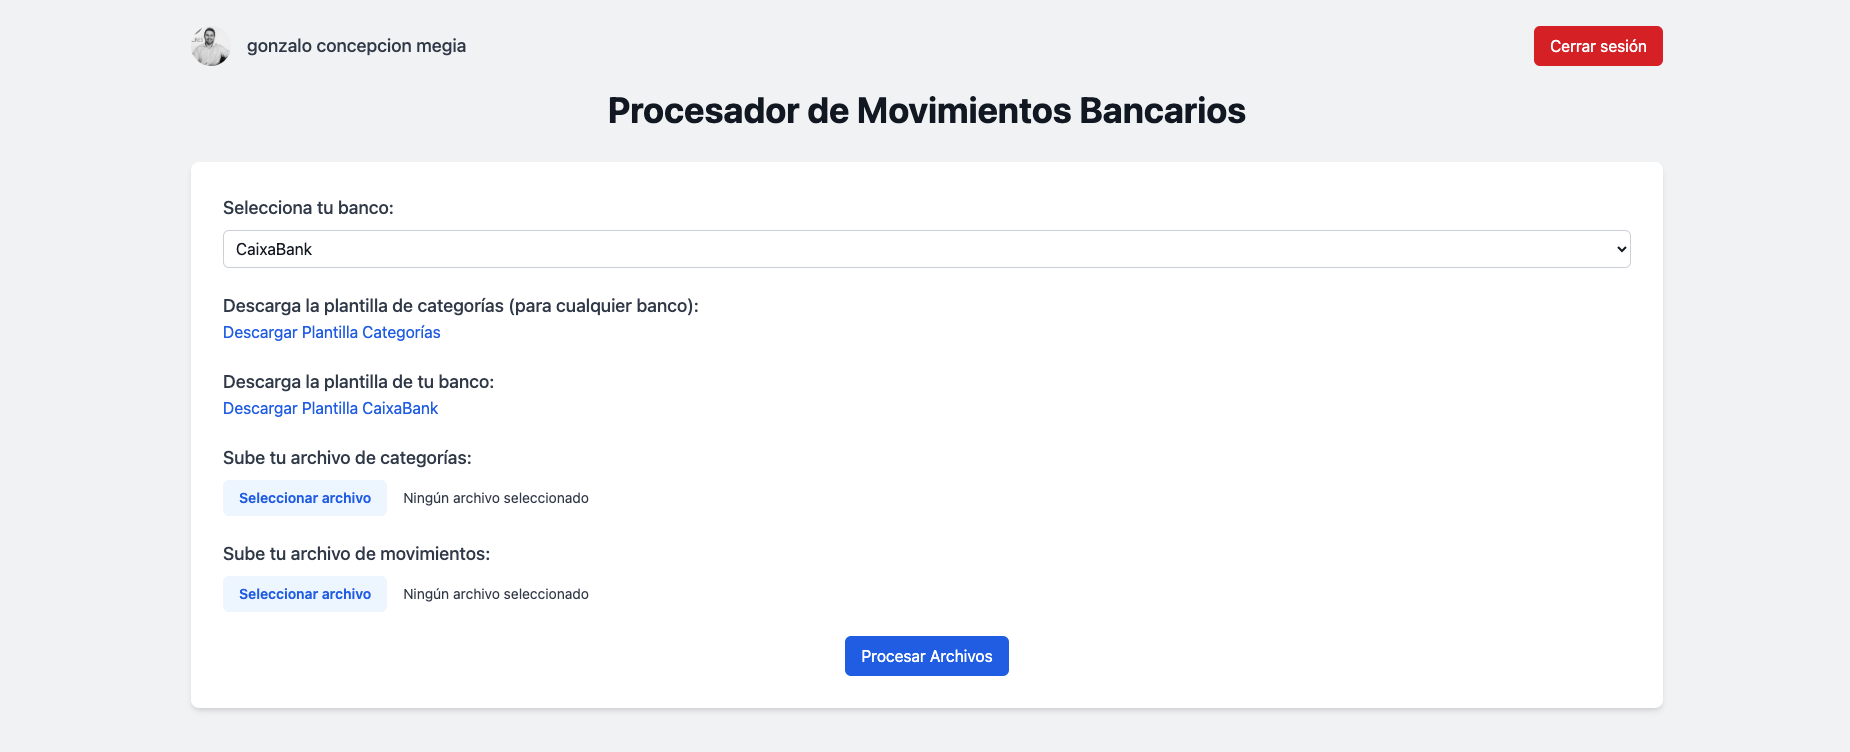 gonzalo concepcion megia
Cerrar sesión
Procesador de Movimientos Bancarios
Selecciona tu banco:
CaixaBank
Descarga la plantilla de categorías (para cualquier banco):
Descargar Plantilla Categorías
Descarga la plantilla de tu banco:
Descargar Plantilla CaixaBank
Sube tu archivo de categorías:
Seleccionar archivo Ningún archivo seleccionado
Sube tu archivo de movimientos:
Seleccionar archivo Ningún archivo seleccionado
Procesar Archivos